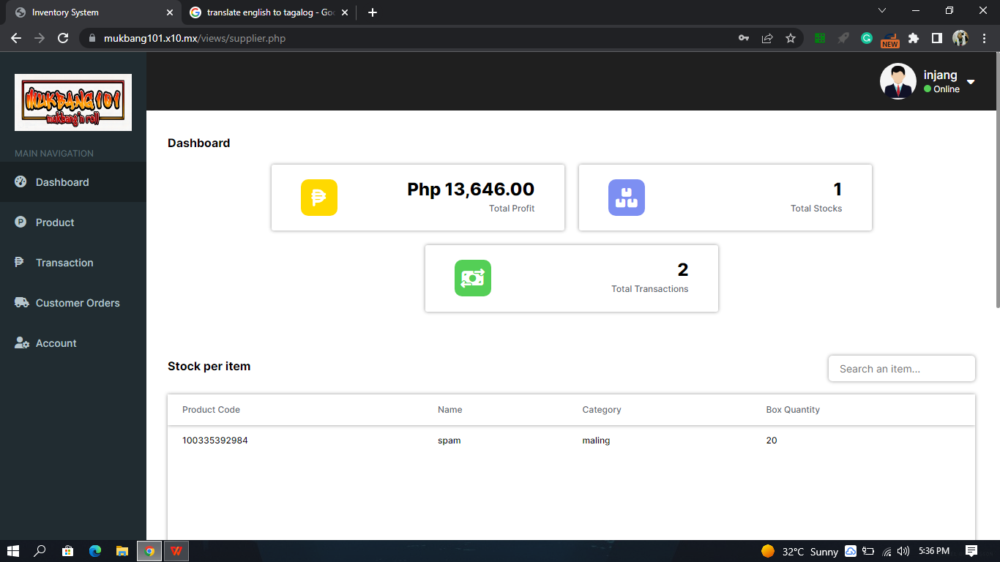 Inventory System
translate english to tagalog - Goo
mukbang101.x10.mx/views/supplier.php
NEW
MUKBANG101
mukbang'n roll
injang
Online
MAIN NAVIGATION
Dashboard
Product
Transaction
Customer Orders
Account
Dashboard
Php 13,646.00
Total Profit
1
Total Stocks
2
Total Transactions
Stock per item
Search an item...
Product Code Name Category Box Quantity
100335392984 spam maling 20
32°C Sunny 5:36 PM